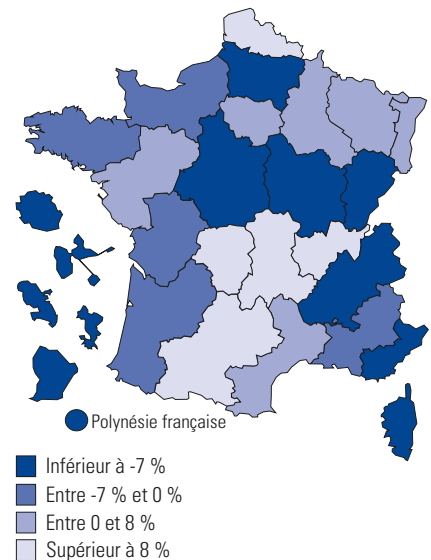 Polynésie française
Inférieur à -7 %
Entre -7 % et 0 %
Entre 0 et 8 %
Supérieur à 8 %